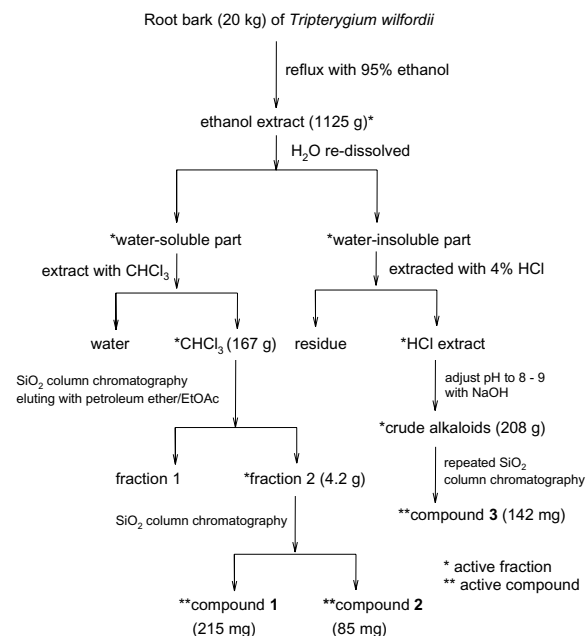 Root bark (20 kg) of Tripterygium wilfordii
reflux with 95% ethanol
ethanol extract (1125 g)*
H₂O re-dissolved
*water-soluble part
*water-insoluble part
extract with CHCl₃
extracted with 4% HCl
water
*CHCl₃ (167 g)
residue
*HCl extract
SiO₂ column chromatography
eluting with petroleum ether/EtOAc
adjust pH to 8 - 9
with NaOH
*crude alkaloids (208 g)
fraction 1
*fraction 2 (4.2 g)
repeated SiO₂
column chromatography
**compound 3 (142 mg)
SiO₂ column chromatography
* active fraction
** active compound
**compound 1
(215 mg)
**compound 2
(85 mg)